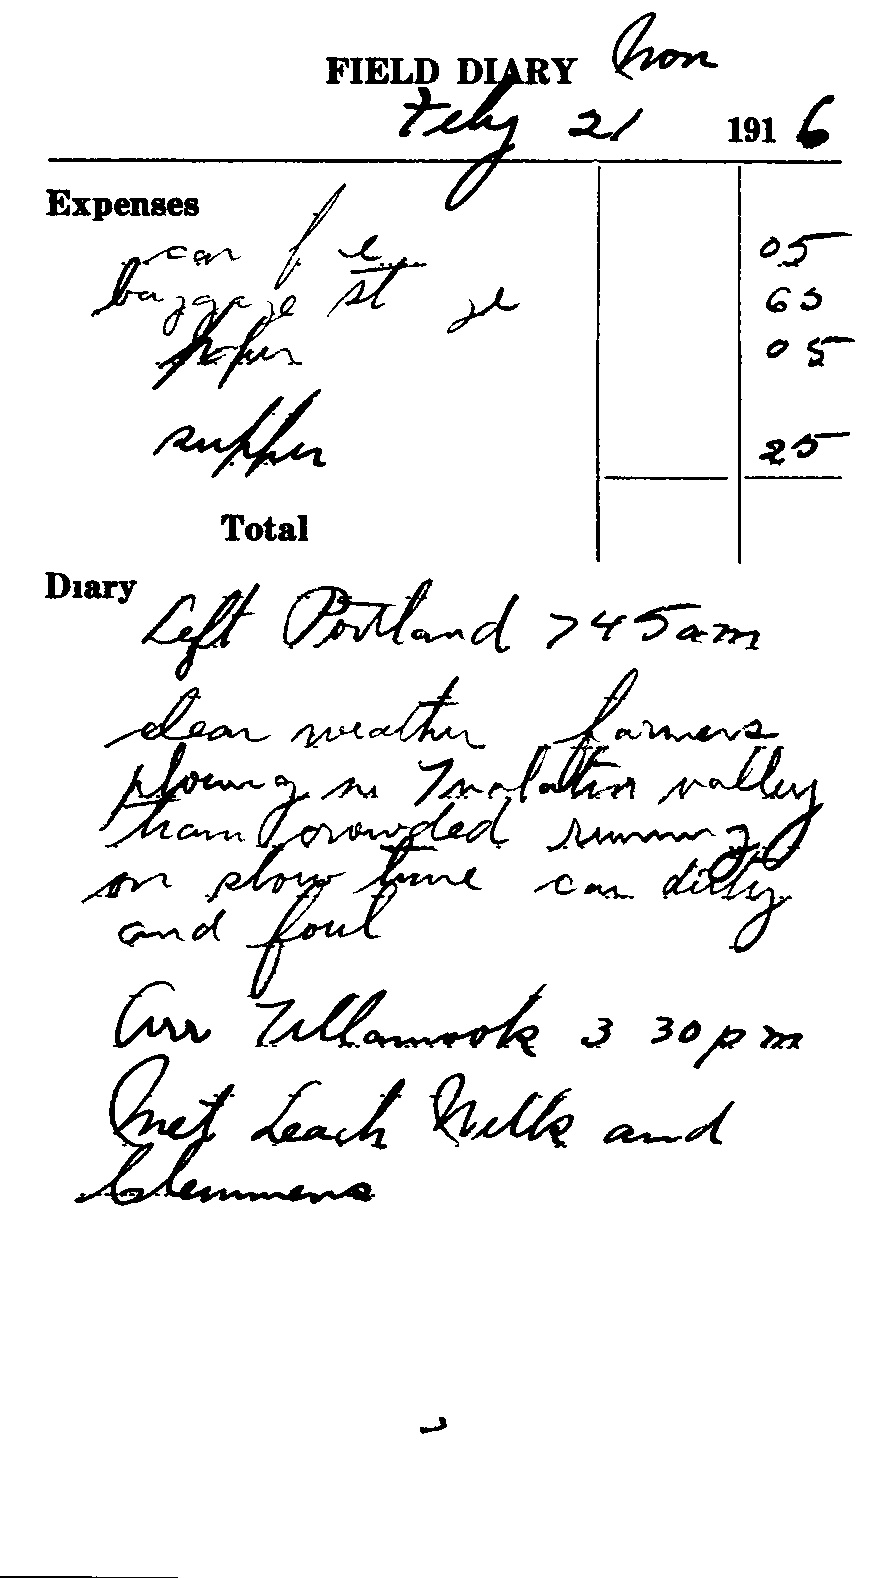 FIELD DIARY Mon
Feby 21 1916
Expenses
car f e 05
baggage st ge 65
paper 05
supper 25
Total
Diary
Left Portland 745 am
clear weather farmers
plowing in Tualatin valley
train crowded running
on slow time car dirty
and foul
Arr Tillamook 3 30 pm
Met Leach Wilk and
Clemmens